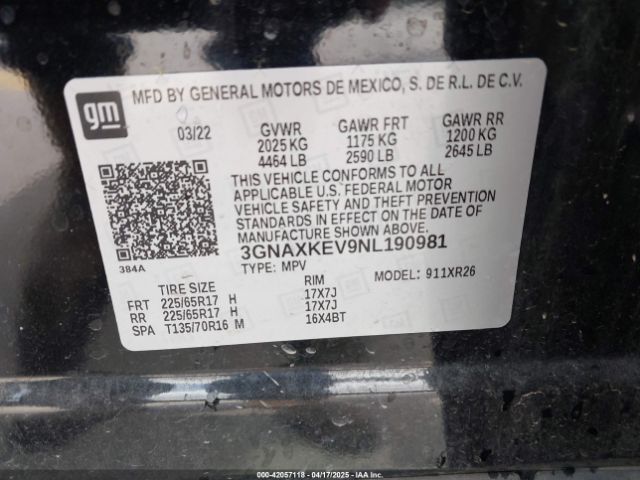 gm MFD BY GENERAL MOTORS DE MEXICO, S. DE R.L. DE C.V.
03/22 GVWR GAWR FRT GAWR RR
2025 KG 1175 KG 1200 KG
4464 LB 2590 LB 2645 LB
THIS VEHICLE CONFORMS TO ALL
APPLICABLE U.S. FEDERAL MOTOR
VEHICLE SAFETY AND THEFT PREVENTION
STANDARDS IN EFFECT ON THE DATE OF
MANUFACTURE SHOWN ABOVE.
3GNAXKEV9NL190981
384A TYPE: MPV MODEL: 911XR26
TIRE SIZE RIM
FRT 225/65R17 H 17X7J
RR 225/65R17 H 17X7J
SPA T135/70R16 M 16X4BT
000-42057118 - 04/17/2025 - IAAI.COM